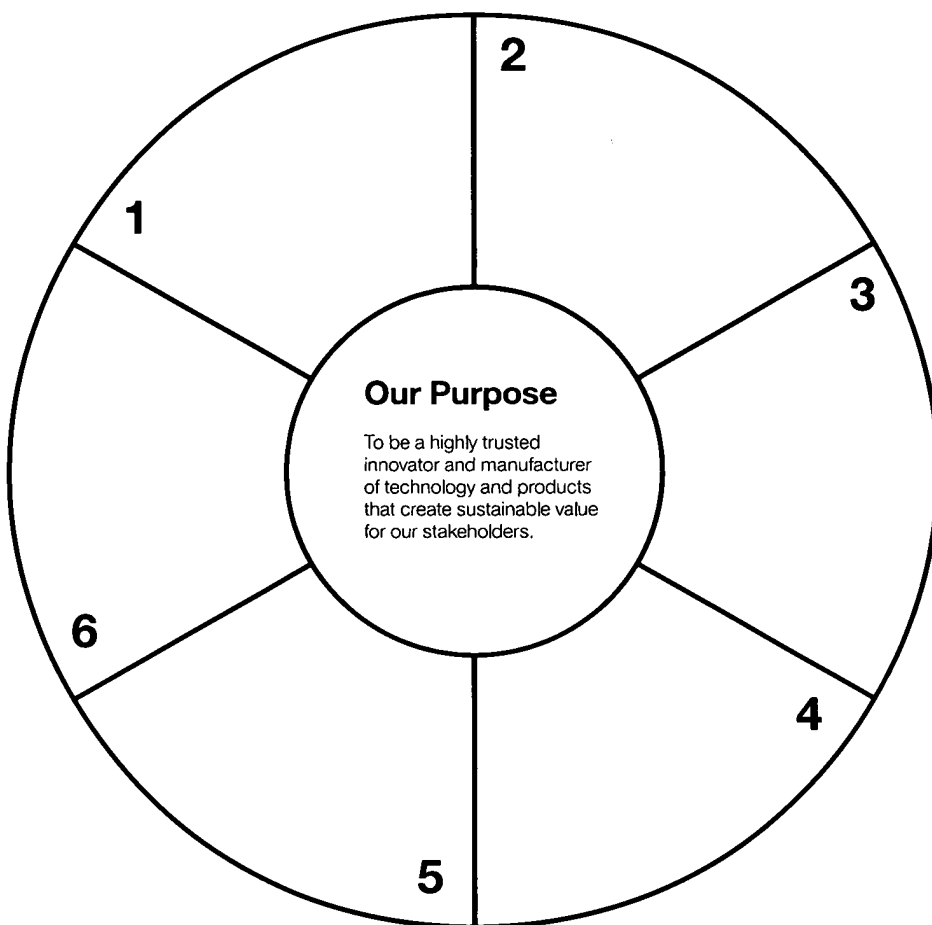 2
1
3
Our Purpose
To be a highly trusted
innovator and manufacturer
of technology and products
that create sustainable value
for our stakeholders.
6
4
5